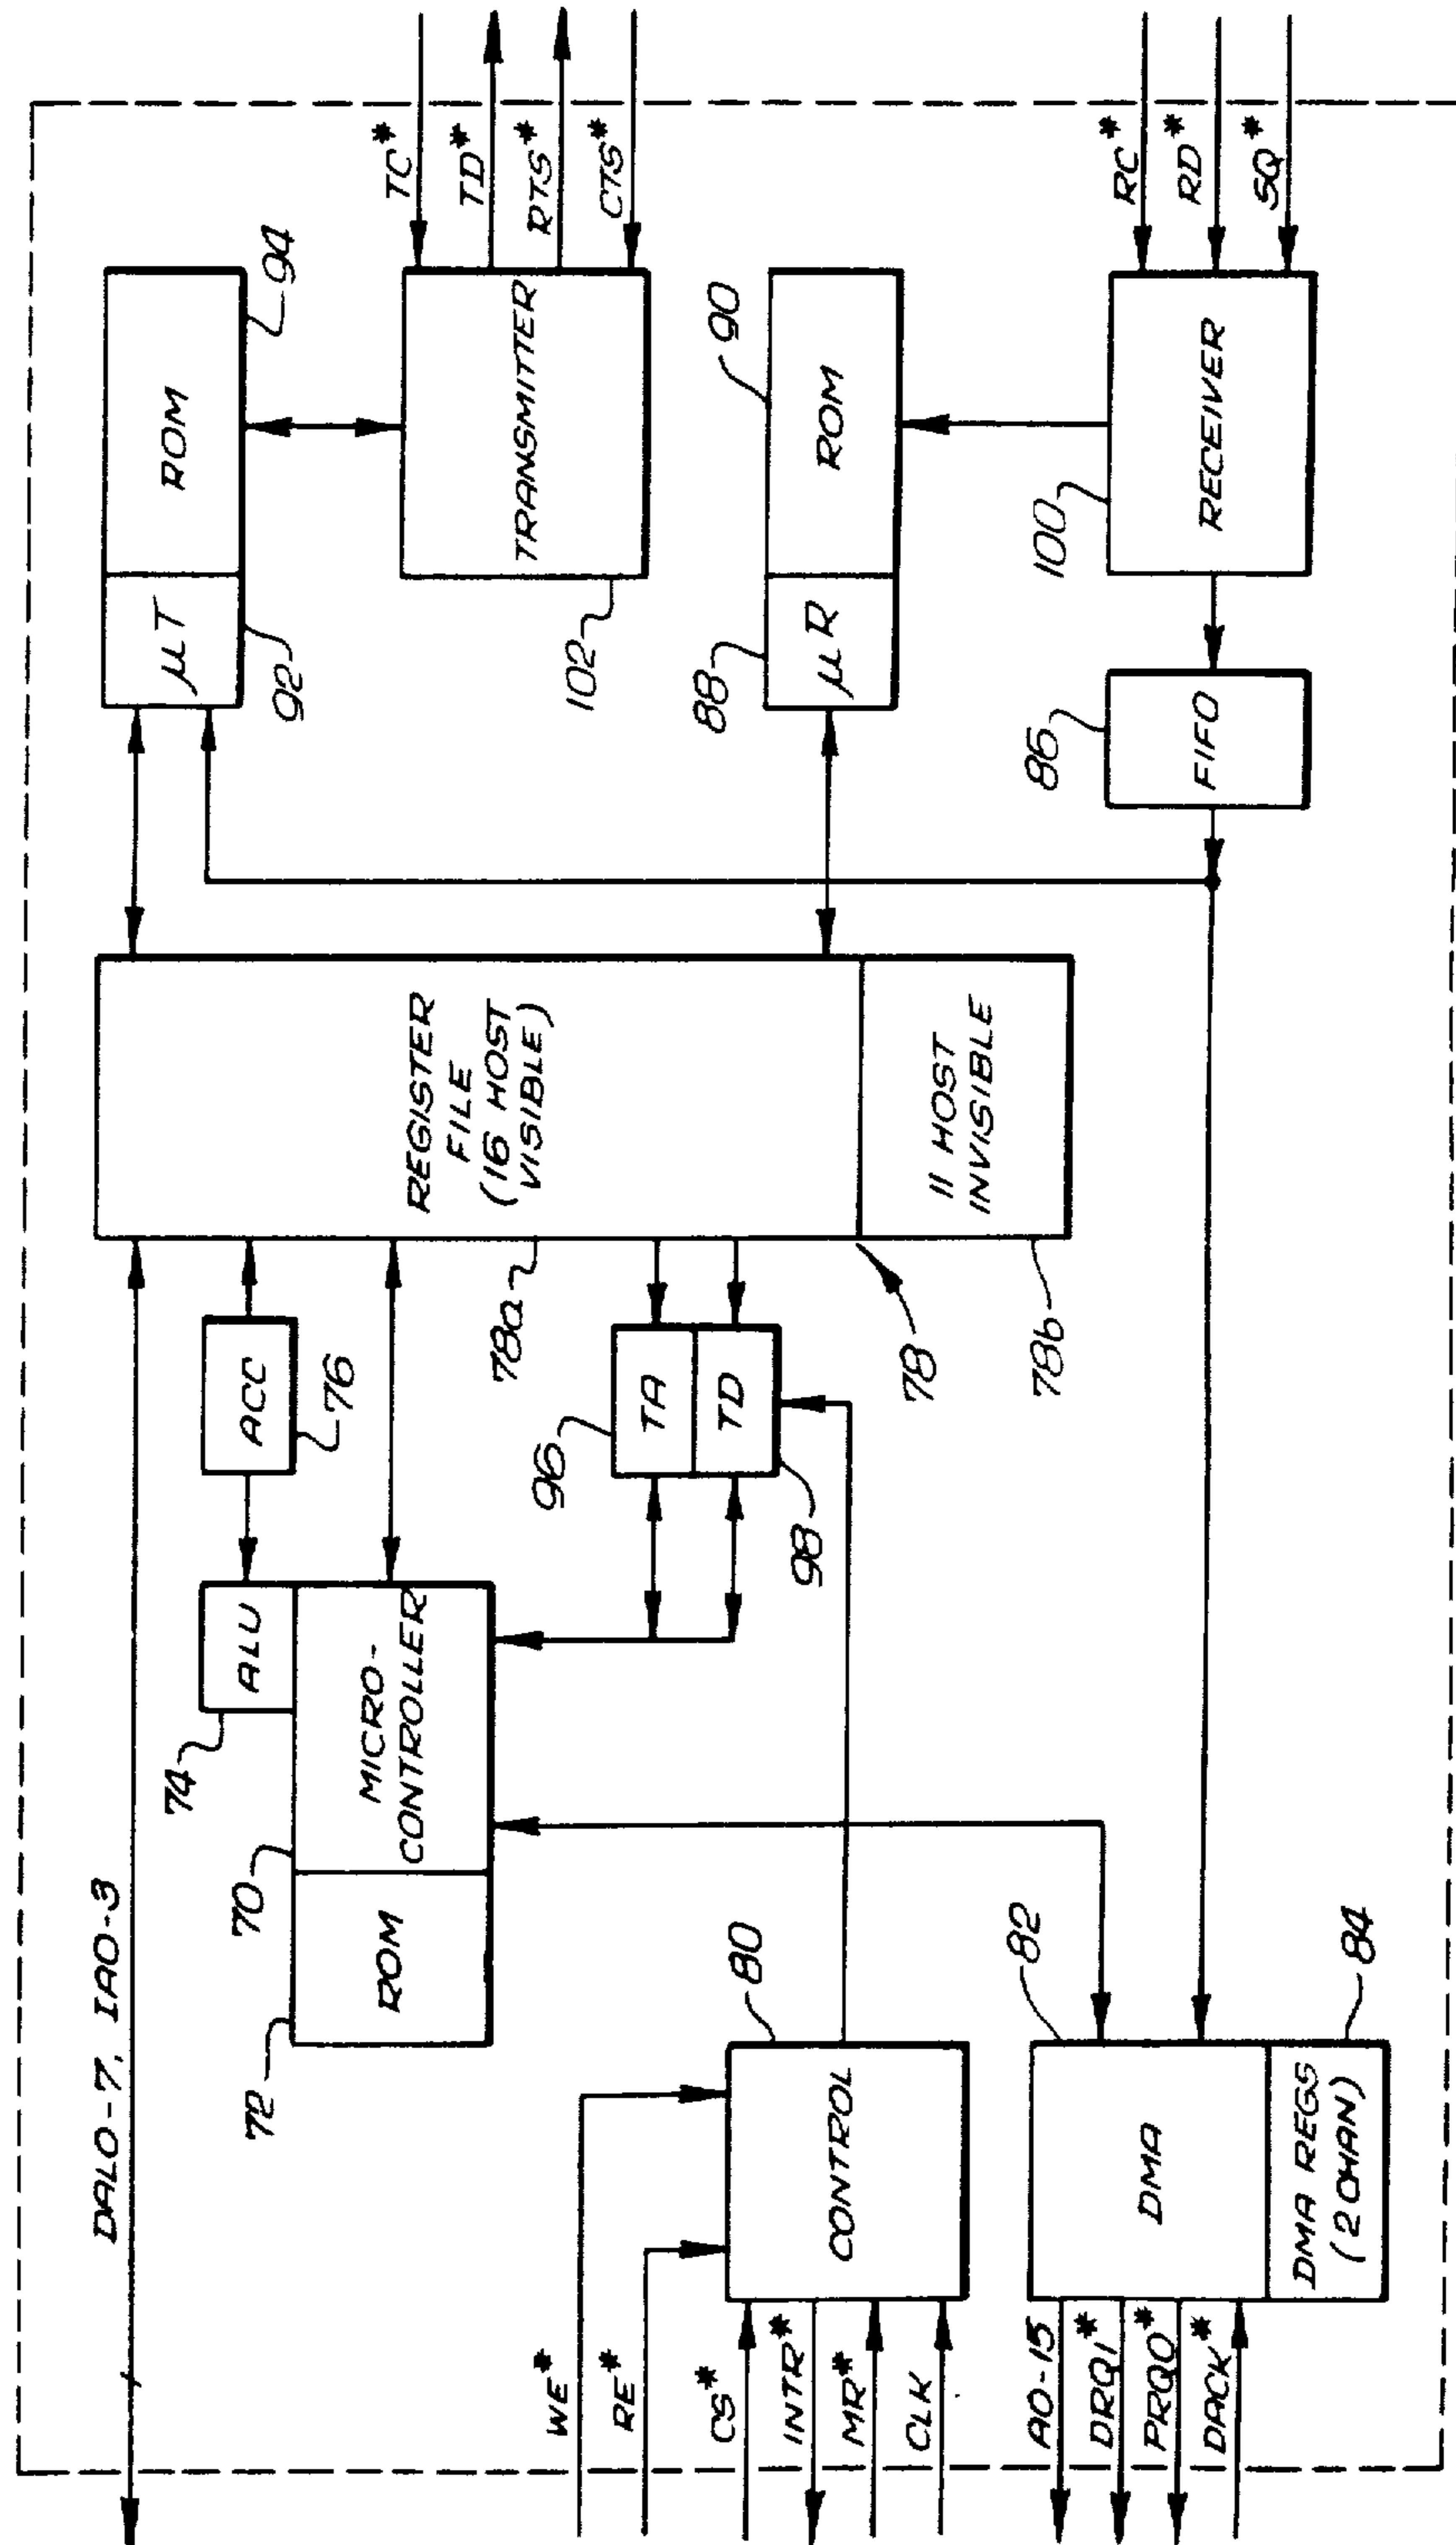 DAL0-7, IA0-3
WE*
RE*
CS*
INTR*
MR*
CLK
CONTROL
80
A0-15
DRQ1*
PRQ0*
DACK*
DMA
82
DMA REGS
(2 CHAN)
84
72
ROM
70
MICRO-
CONTROLLER
74
ALU
ACC
76
96
TA
TD
98
78a
78
78b
REGISTER
FILE
(16 HOST
VISIBLE)
11 HOST
INVISIBLE
µT
92
ROM
94
TRANSMITTER
102
TC*
TD*
RTS*
CTS*
88
µR
ROM
90
86
FIFO
100
RECEIVER
RC*
RD*
SQ*